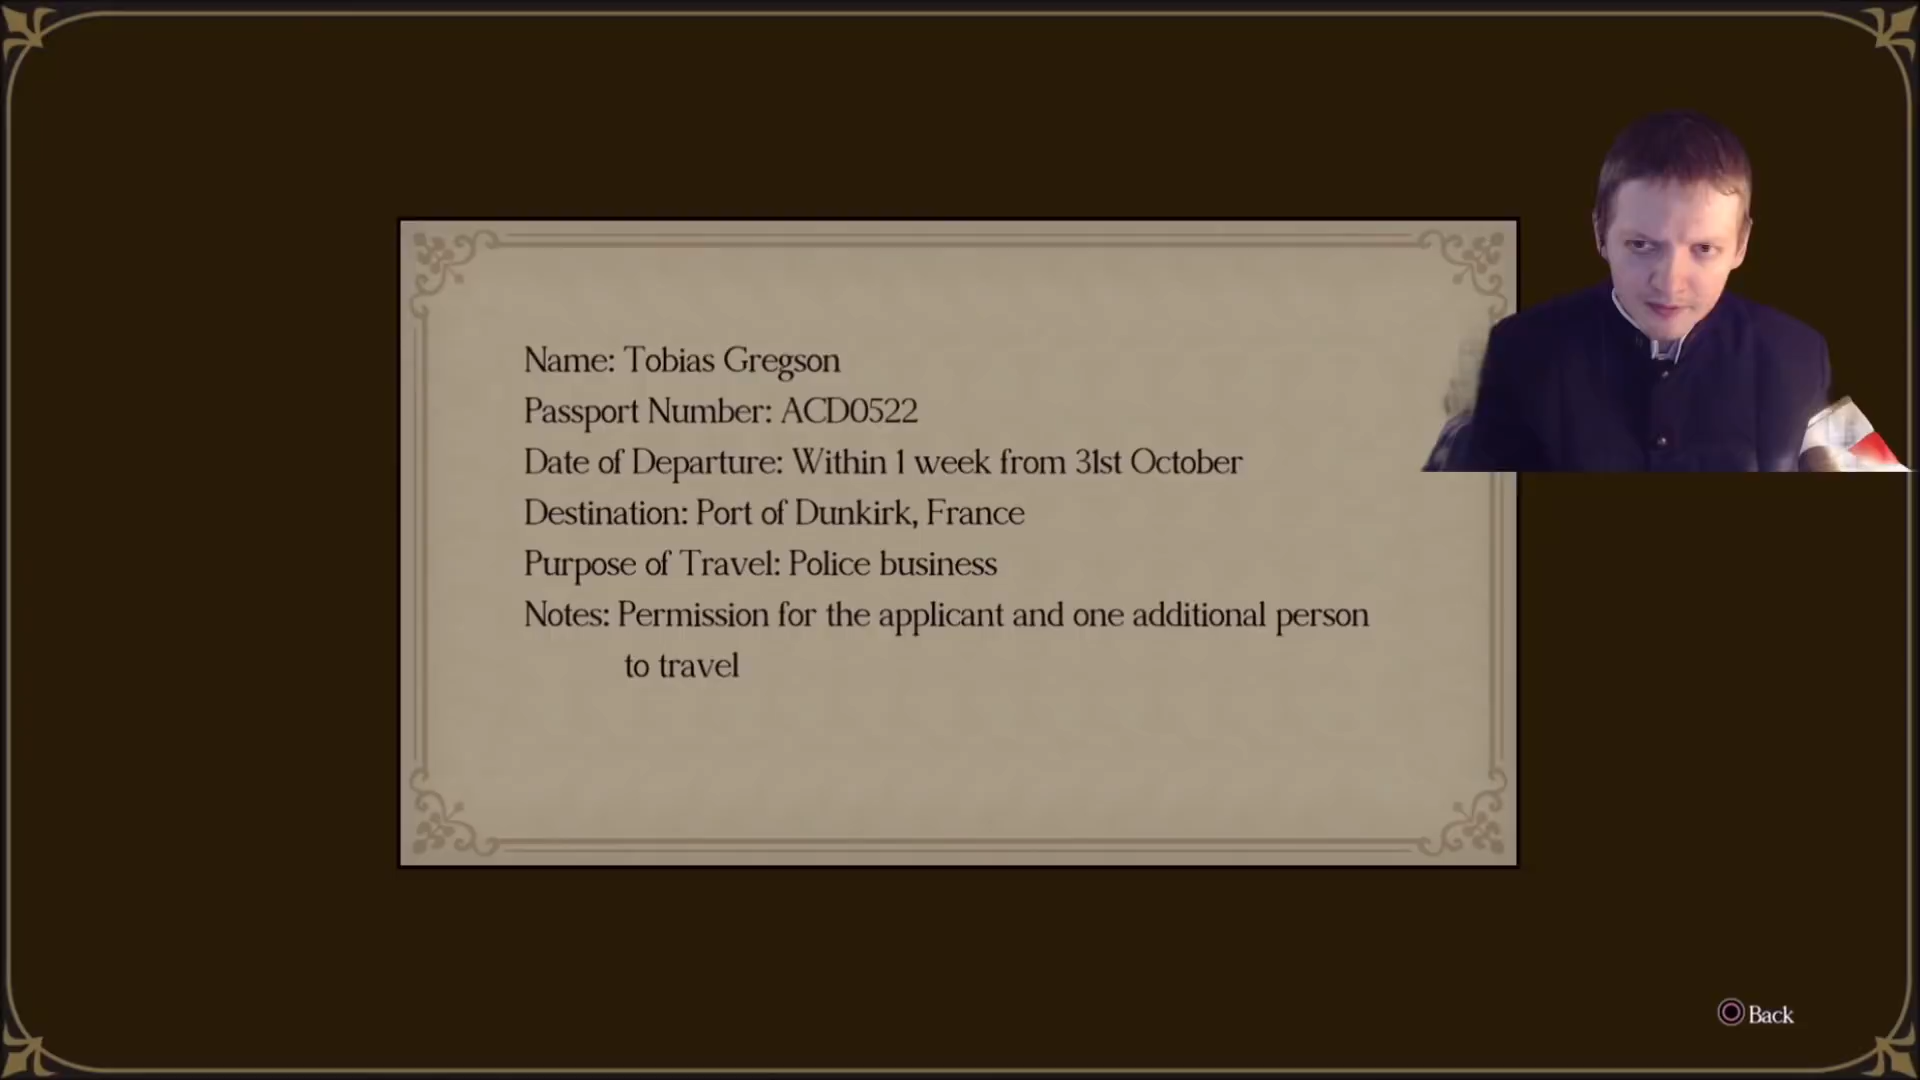 Name: Tobias Gregson
Passport Number: ACD0522
Date of Departure: Within 1 week from 31st October
Destination: Port of Dunkirk, France
Purpose of Travel: Police business
Notes: Permission for the applicant and one additional person
to travel
Back